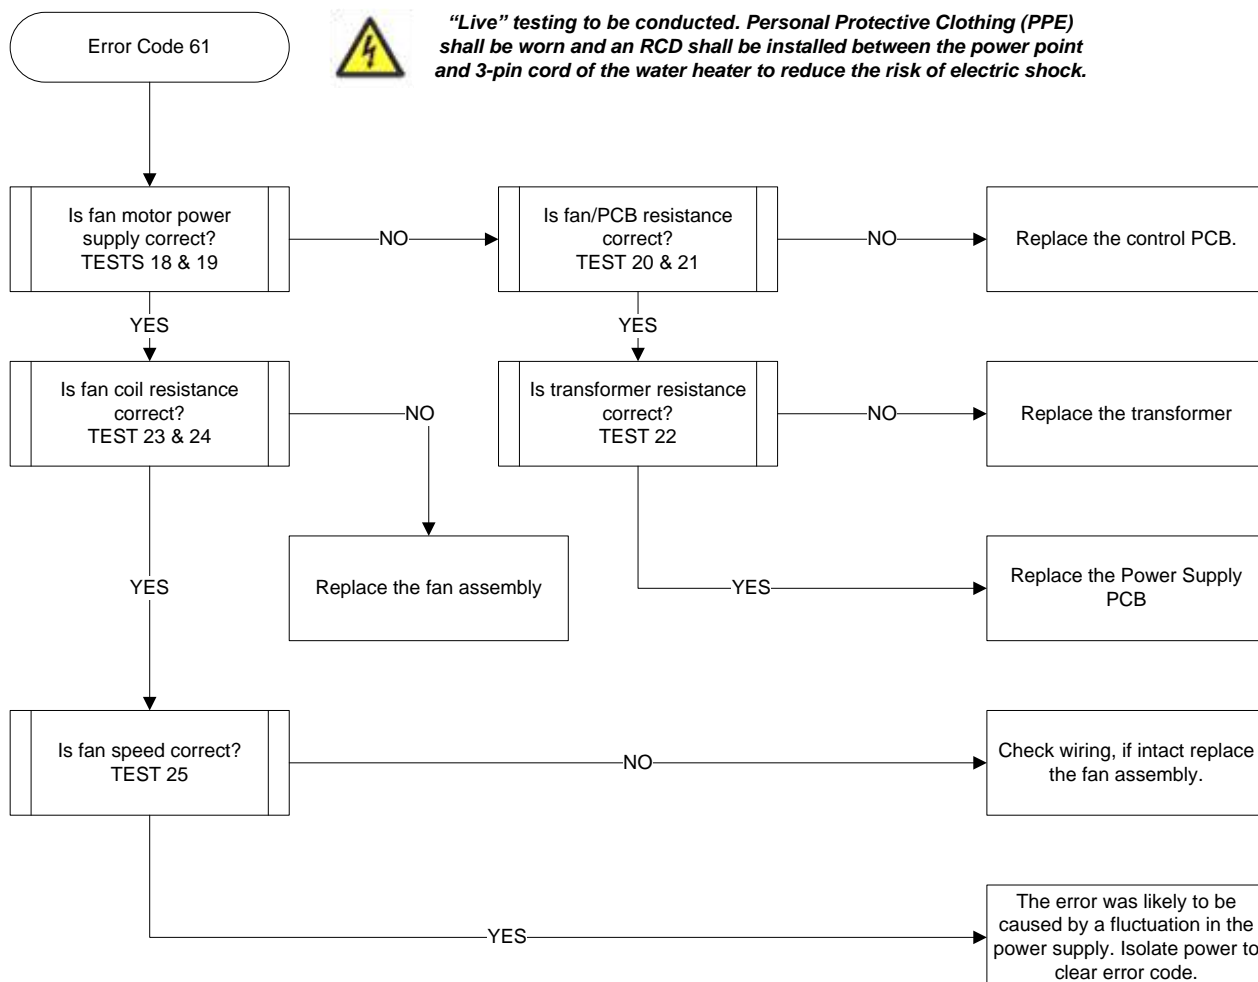 Error Code 61
“Live” testing to be conducted. Personal Protective Clothing (PPE)
shall be worn and an RCD shall be installed between the power point
and 3-pin cord of the water heater to reduce the risk of electric shock.
Is fan motor power
supply correct?
TESTS 18 & 19
NO
Is fan/PCB resistance
correct?
TEST 20 & 21
NO
Replace the control PCB.
YES
YES
Is fan coil resistance
correct?
TEST 23 & 24
NO
Is transformer resistance
correct?
TEST 22
NO
Replace the transformer
YES
Replace the fan assembly
YES
Replace the Power Supply
PCB
Is fan speed correct?
TEST 25
NO
Check wiring, if intact replace
the fan assembly.
YES
The error was likely to be
caused by a fluctuation in the
power supply. Isolate power to
clear error code.